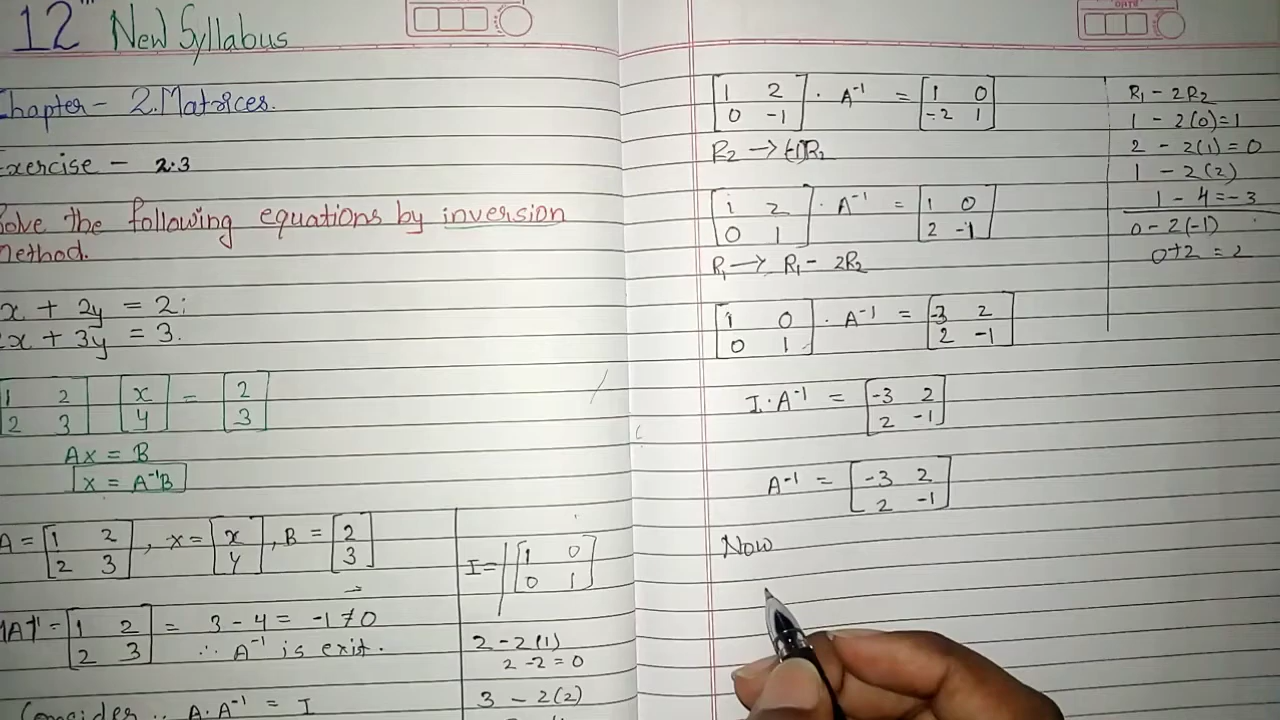 12th New Syllabus
Chapter - 2. Matrices.
Exercise - 2.3
Solve the following equations by inversion
method.
x + 2y = 2;
2x + 3y = 3.
[1 2] [x] = [2]
[2 3] [y] [3]
Ax = B
x = A⁻¹B
A = [1 2] , x = [x] , B = [2]
[2 3] [y] [3]
|A| = |1 2| = 3 - 4 = -1 ≠ 0
|2 3| ∴ A⁻¹ is exit.
Consider ∴ A.A⁻¹ = I
I = [1 0]
[0 1]
2 - 2(1)
2 - 2 = 0
3 - 2(2)
[1 2] . A⁻¹ = [1 0]
[0 -1] [-2 1]
R₂ → (-1)R₂
[1 2] . A⁻¹ = [1 0]
[0 1] [2 -1]
R₁ → R₁ - 2R₂
[1 0] . A⁻¹ = [-3 2]
[0 1] [2 -1]
I.A⁻¹ = [-3 2]
[2 -1]
A⁻¹ = [-3 2]
[2 -1]
Now
R₁ - 2R₂
1 - 2(0) = 1
2 - 2(1) = 0
1 - 2(2)
1 - 4 = -3
0 - 2(-1)
0+2 = 2